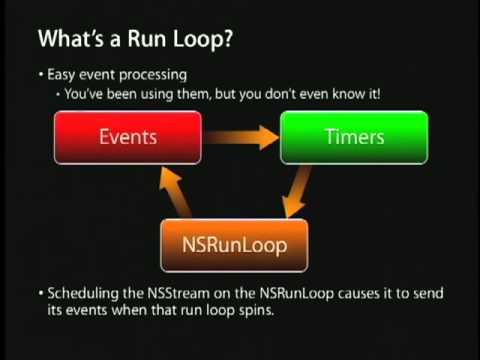 What's a Run Loop?
• Easy event processing
• You've been using them, but you don't even know it!
Events
Timers
NSRunLoop
• Scheduling the NSStream on the NSRunLoop causes it to send
its events when that run loop spins.